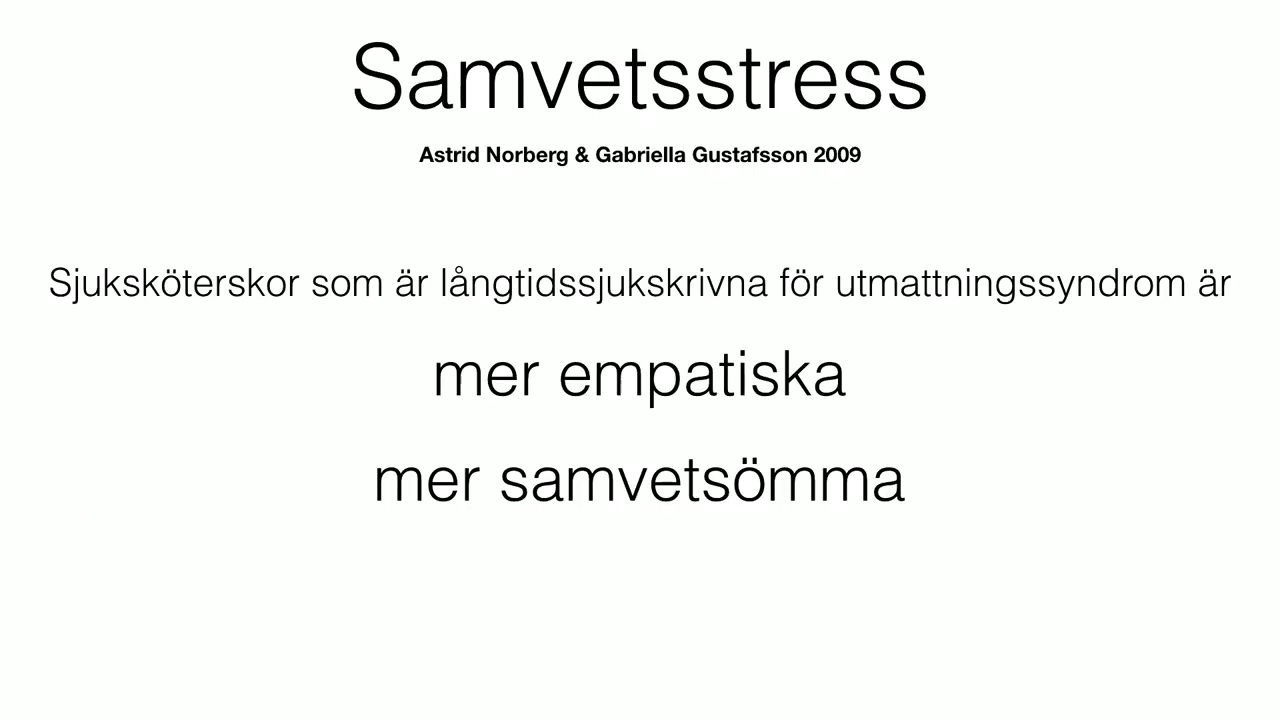 Samvetsstress
Astrid Norberg & Gabriella Gustafsson 2009
Sjuksköterskor som är långtidssjukskrivna för utmattningssyndrom är
mer empatiska
mer samvetsömma